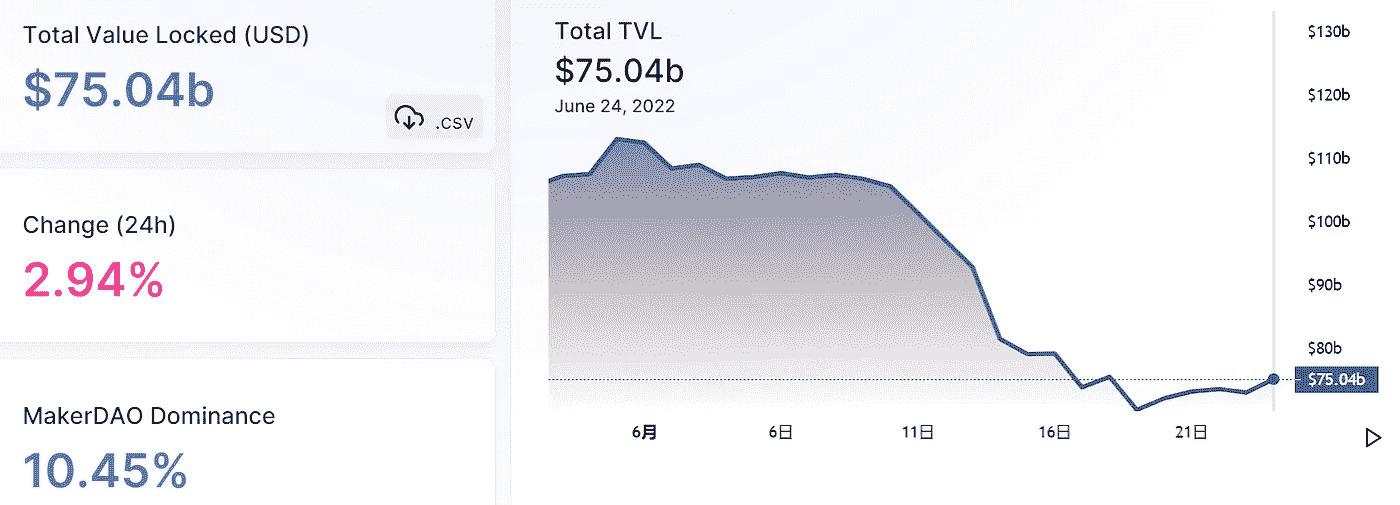 Total Value Locked (USD)
$75.04b
.csv
Change (24h)
2.94%
MakerDAO Dominance
10.45%
Total TVL
$75.04b
June 24, 2022
$130b
$120b
$110b
$100b
$90b
$80b
$75.04b
6月
6日
11日
16日
21日